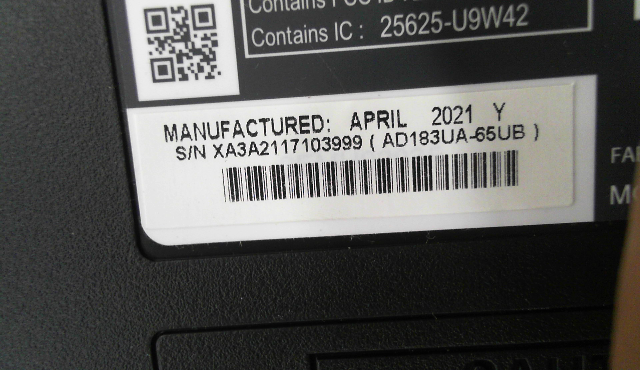 Contains IC : 25625-U9W42
MANUFACTURED: APRIL 2021 Y
S/N XA3A2117103999 ( AD183UA-65UB )